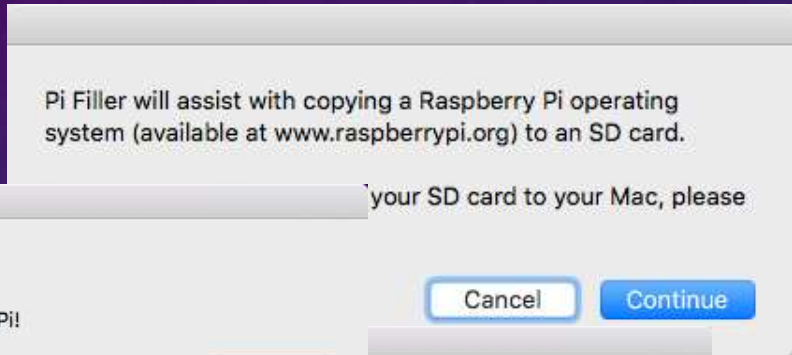 Pi Filler will assist with copying a Raspberry Pi operating
system (available at www.raspberrypi.org) to an SD card.
your SD card to your Mac, please
Cancel
Continue
Pi!